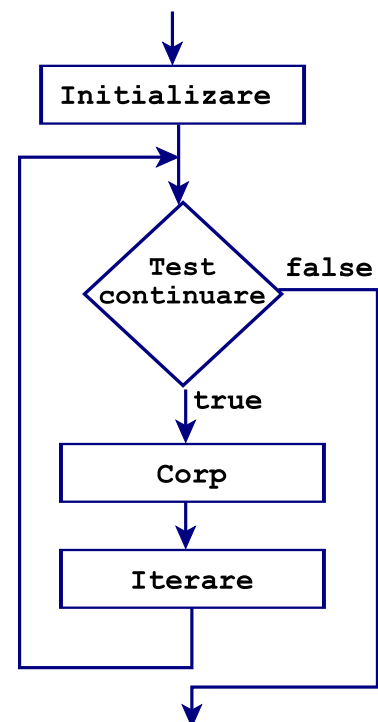 Initializare
Test
continuare
false
true
Corp
Iterare